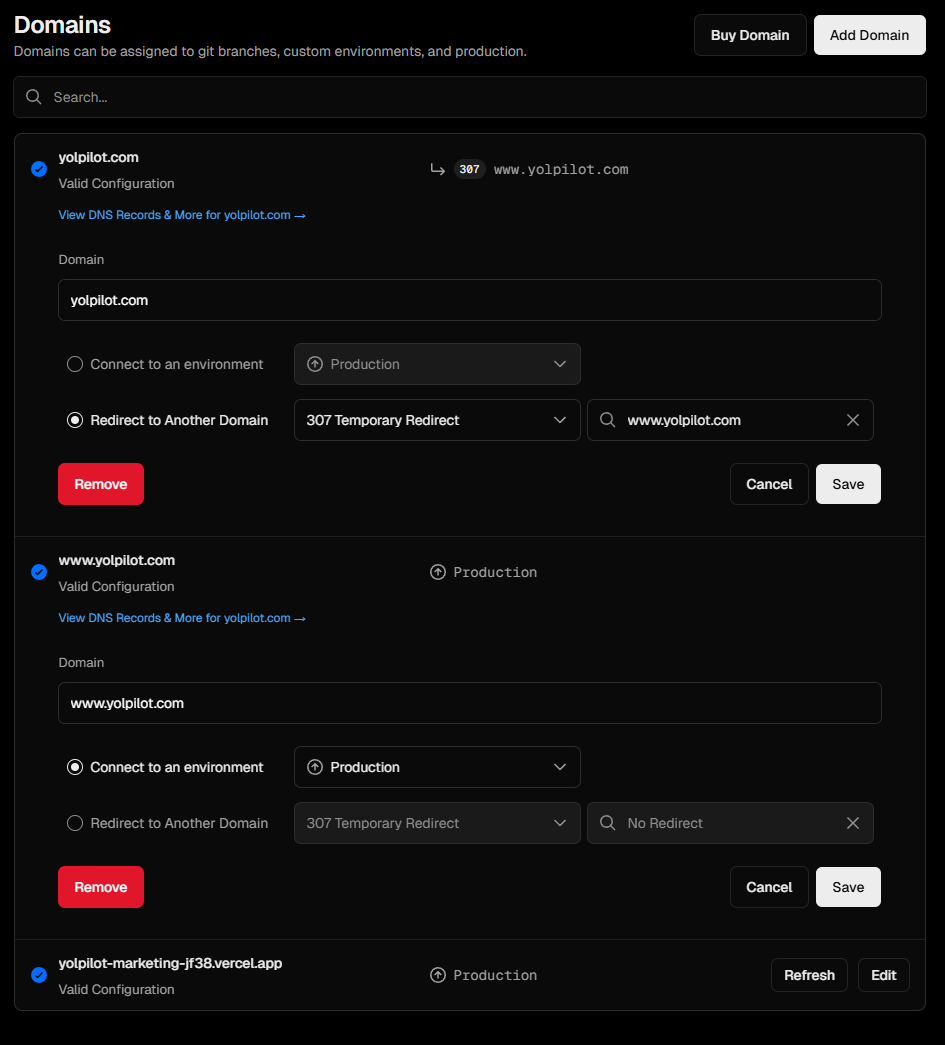 Domains
Domains can be assigned to git branches, custom environments, and production.
Buy Domain
Add Domain
Search...
yolpilot.com
Valid Configuration
307 www.yolpilot.com
View DNS Records & More for yolpilot.com →
Domain
yolpilot.com
Connect to an environment
Production
Redirect to Another Domain
307 Temporary Redirect
www.yolpilot.com
Remove
Cancel
Save
www.yolpilot.com
Valid Configuration
Production
View DNS Records & More for yolpilot.com →
Domain
www.yolpilot.com
Connect to an environment
Production
Redirect to Another Domain
307 Temporary Redirect
No Redirect
Remove
Cancel
Save
yolpilot-marketing-jf38.vercel.app
Valid Configuration
Production
Refresh
Edit